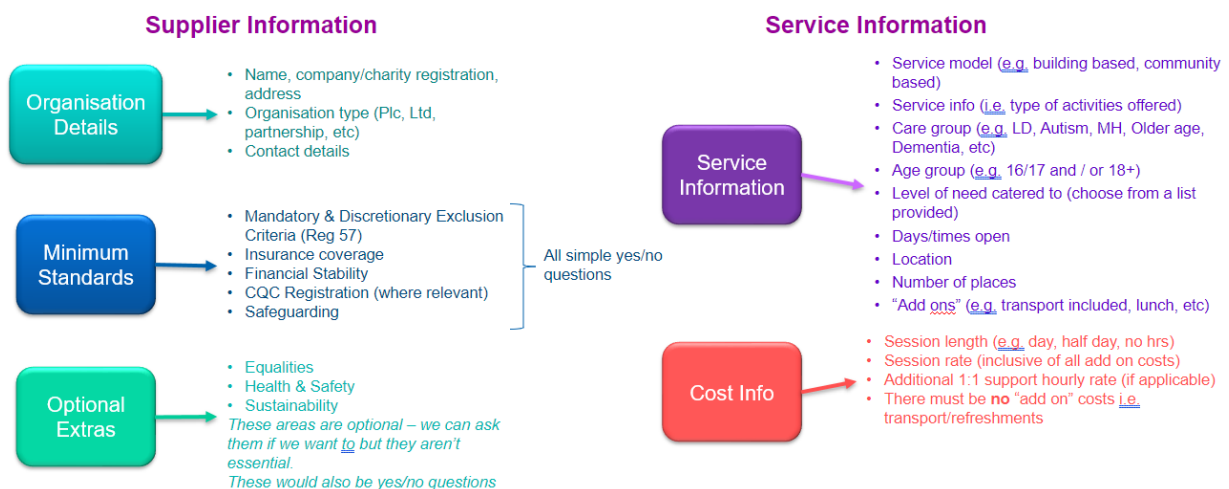 Supplier Information
Organisation
Details
• Name, company/charity registration,
address
• Organisation type (Plc, Ltd,
partnership, etc)
• Contact details
Minimum
Standards
• Mandatory & Discretionary Exclusion
Criteria (Reg 57)
• Insurance coverage
• Financial Stability
• CQC Registration (where relevant)
• Safeguarding
All simple yes/no
questions
Optional
Extras
• Equalities
• Health & Safety
• Sustainability
These areas are optional – we can ask
them if we want to but they aren't
essential.
These would also be yes/no questions
Service Information
Service
Information
• Service model (e.g. building based, community
based)
• Service info (i.e. type of activities offered)
• Care group (e.g. LD, Autism, MH, Older age,
Dementia, etc)
• Age group (e.g. 16/17 and / or 18+)
• Level of need catered to (choose from a list
provided)
• Days/times open
• Location
• Number of places
• “Add ons” (e.g. transport included, lunch, etc)
Cost Info
• Session length (e.g. day, half day, no hrs)
• Session rate (inclusive of all add on costs)
• Additional 1:1 support hourly rate (if applicable)
• There must be no “add on” costs i.e.
transport/refreshments